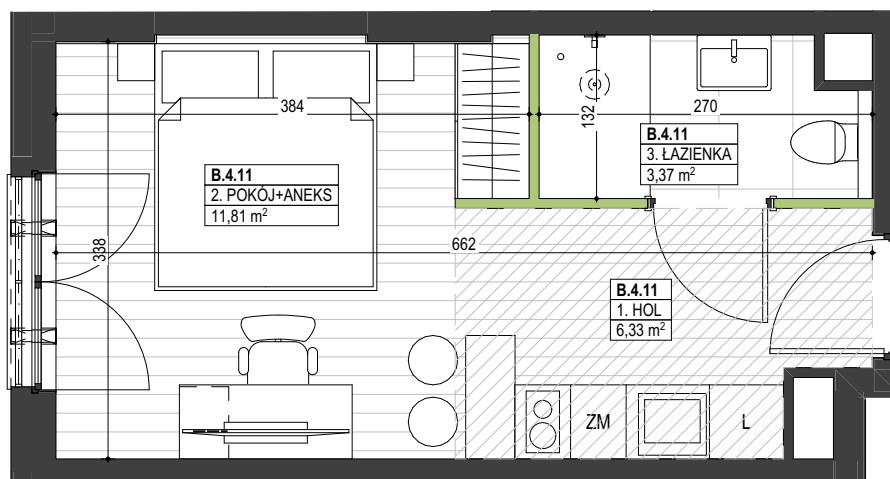 384
132
270
B.4.11
3. ŁAZIENKA
3,37 m²
B.4.11
2. POKÓJ+ANEKS
11,81 m²
338
662
B.4.11
1. HOL
6,33 m²
ZM
L